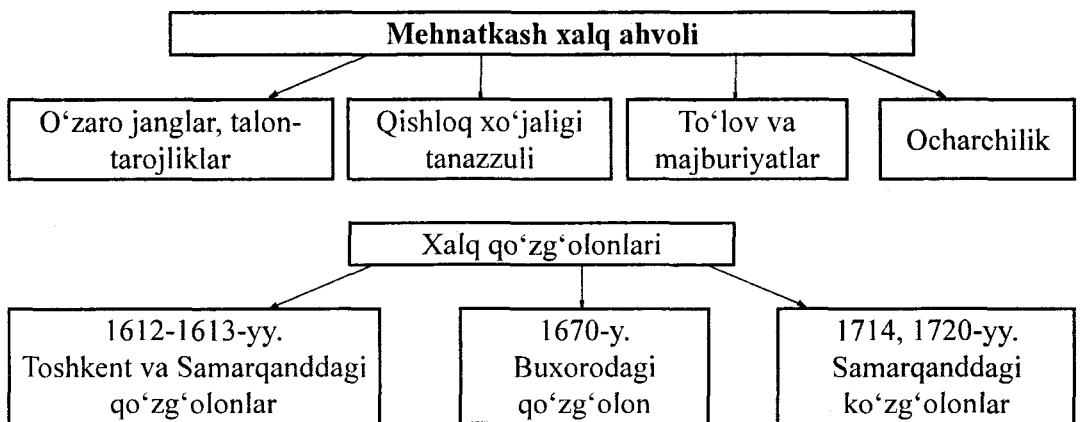 Mehnatkash xalq ahvoli
O‘zaro janglar, talon-
tarojliklar
Qishloq xo‘jaligi
tanazzuli
To‘lov va
majburiyatlar
Ocharchilik
Xalq qo‘zg‘olonlari
1612-1613-yy.
Toshkent va Samarqanddagi
qo‘zg‘olonlar
1670-y.
Buxorodagi
qo‘zg‘olon
1714, 1720-yy.
Samarqanddagi
ko‘zg‘olonlar